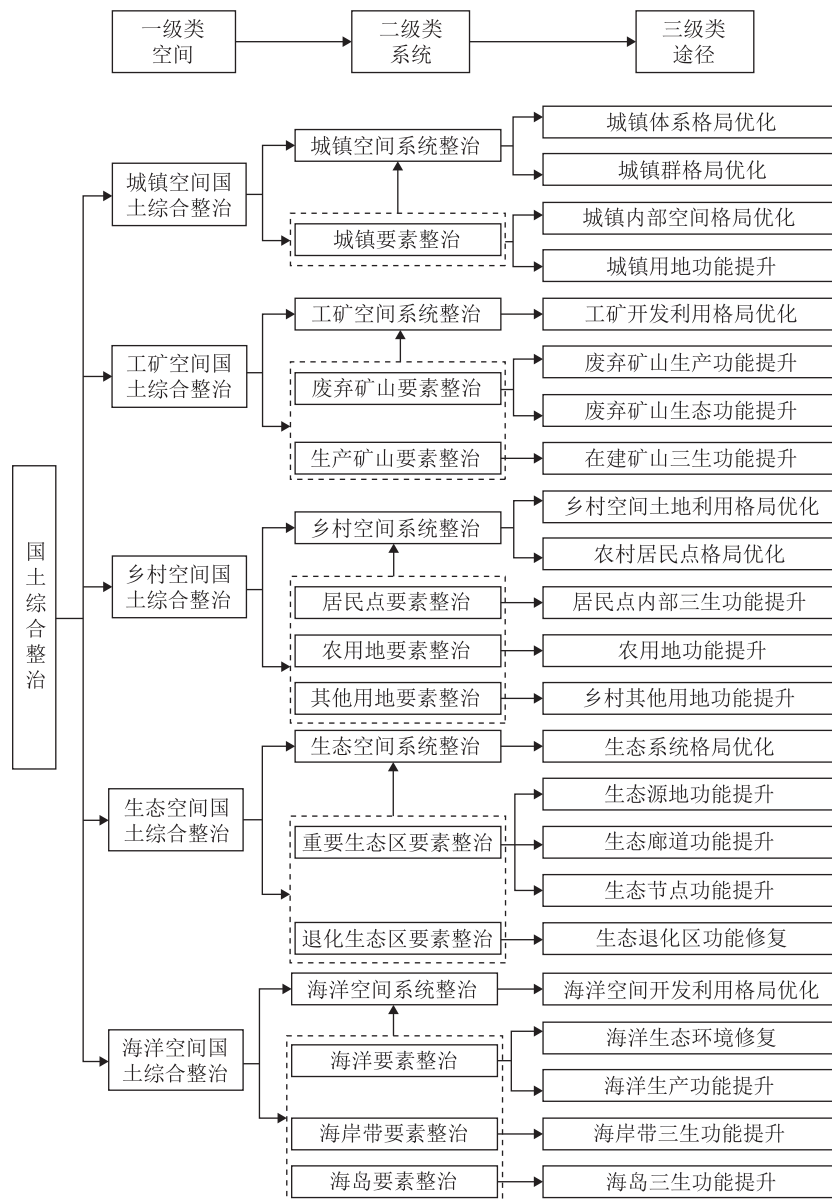 一级类
空间
二级类
系统
三级类
途径
国
土
综
合
整
治
城镇空间国
土综合整治
城镇空间系统整治
城镇体系格局优化
城镇群格局优化
城镇要素整治
城镇内部空间格局优化
城镇用地功能提升
工矿空间国
土综合整治
工矿空间系统整治
工矿开发利用格局优化
废弃矿山要素整治
废弃矿山生产功能提升
废弃矿山生态功能提升
生产矿山要素整治
在建矿山三生功能提升
乡村空间国
土综合整治
乡村空间系统整治
乡村空间土地利用格局优化
农村居民点格局优化
居民点要素整治
居民点内部三生功能提升
农用地要素整治
农用地功能提升
其他用地要素整治
乡村其他用地功能提升
生态空间国
土综合整治
生态空间系统整治
生态系统格局优化
重要生态区要素整治
生态源地功能提升
生态廊道功能提升
生态节点功能提升
退化生态区要素整治
生态退化区功能修复
海洋空间国
土综合整治
海洋空间系统整治
海洋空间开发利用格局优化
海洋要素整治
海洋生态环境修复
海洋生产功能提升
海岸带要素整治
海岸带三生功能提升
海岛要素整治
海岛三生功能提升